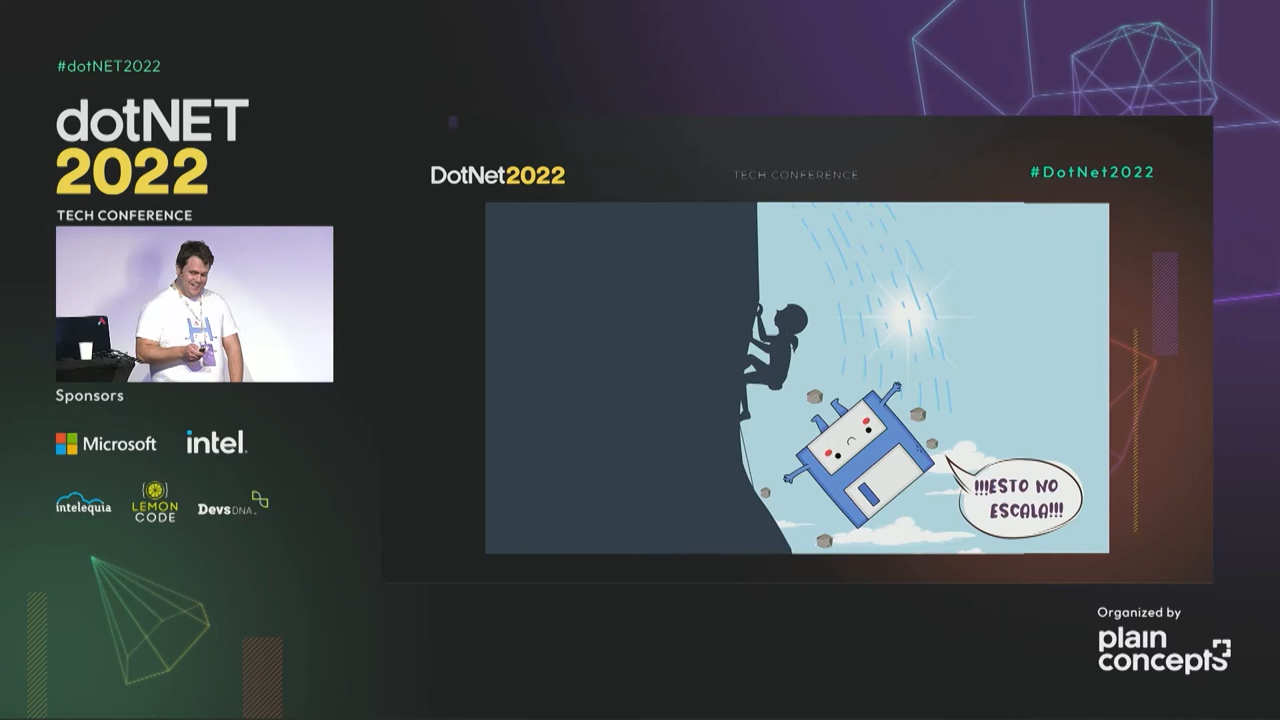 #dotNET2022
dotNET
2022
TECH CONFERENCE
Sponsors
Microsoft
intel.
intelequia
LEMON
CODE
DevsDNA
DotNet2022
TECH CONFERENCE
#DotNet2022
!!!ESTO NO
ESCALA!!!
Organized by
plain
concepts